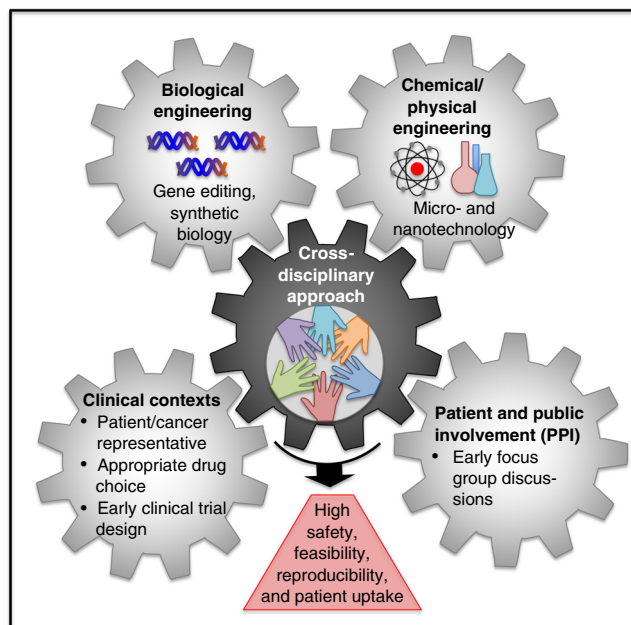 Biological
engineering
Gene editing,
synthetic
biology
Chemical/
physical
engineering
Micro- and
nanotechnology
Cross-
disciplinary
approach
Clinical contexts
• Patient/cancer
representative
• Appropriate drug
choice
• Early clinical trial
design
Patient and public
involvement (PPI)
• Early focus
group discus-
sions
High
safety,
feasibility,
reproducibility,
and patient uptake